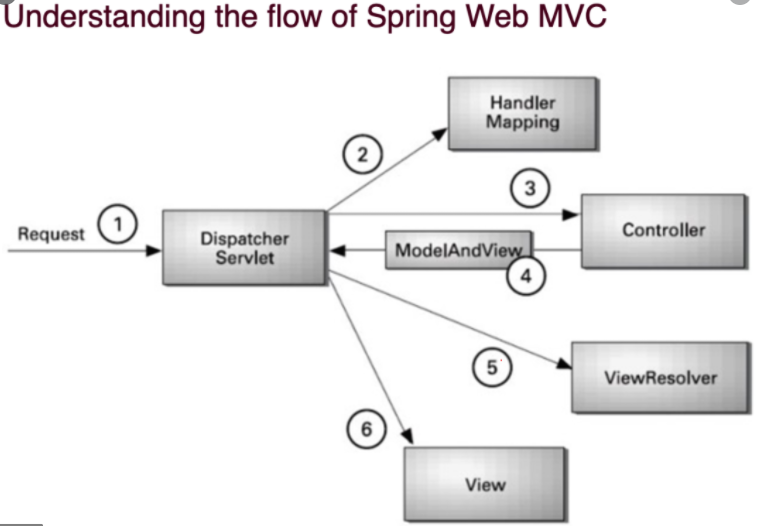 Understanding the flow of Spring Web MVC
Handler
Mapping
2
3
Request
1
Dispatcher
Servlet
Controller
ModelAndView
4
5
ViewResolver
6
View